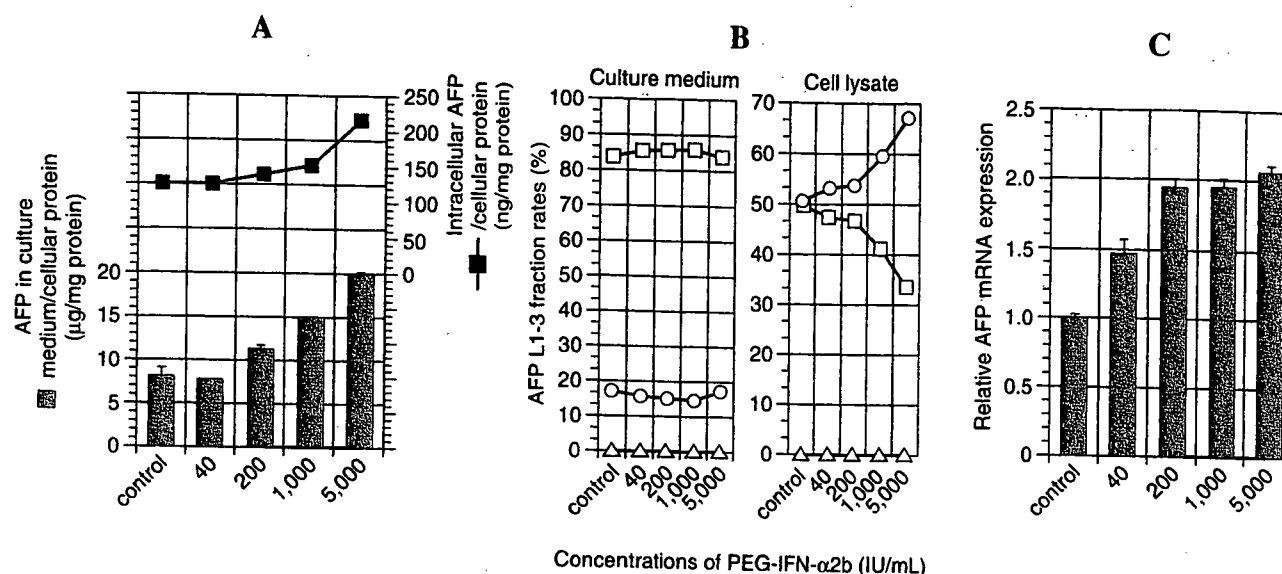 A
AFP in culture
medium/cellular protein
(µg/mg protein)
20
15
10
5
0
250
200
150
100
50
0
Intracellular AFP
/cellular protein
(ng/mg protein)
control
40
200
1,000
5,000
B
Culture medium
AFP L1-3 fraction rates (%)
100
90
80
70
60
50
40
30
20
10
0
control
40
200
1,000
5,000
Cell lysate
70
60
50
40
30
20
10
0
control
40
200
1,000
5,000
C
Relative AFP mRNA expression
2.5
2.0
1.5
1.0
0.5
0
control
40
200
1,000
5,000
Concentrations of PEG-IFN-α2b (IU/mL)